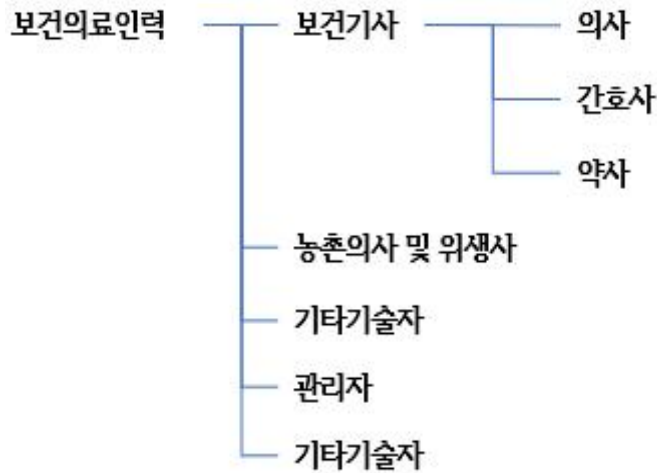 보건의료인력 보건기사 의사
간호사
약사
농촌의사 및 위생사
기타기술자
관리자
기타기술자